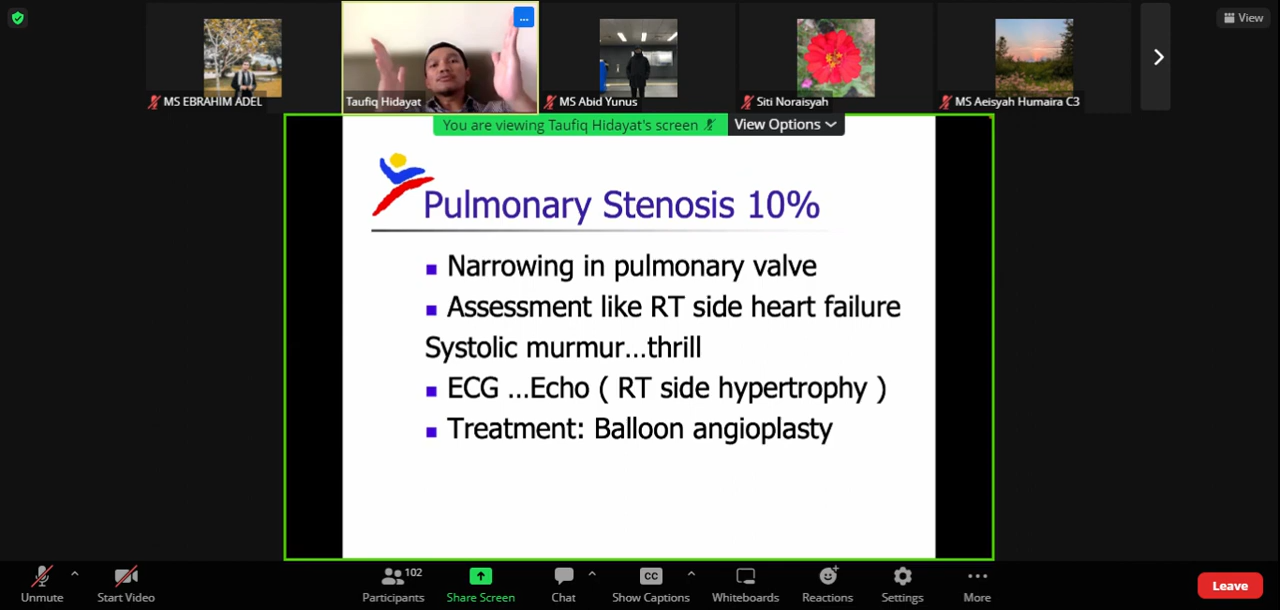 View
MS EBRAHIM ADEL
Taufiq Hidayat
MS Abid Yunus
Siti Noraisyah
MS Aeisyah Humaira C3
You are viewing Taufiq Hidayat's screen
View Options
Pulmonary Stenosis 10%
Narrowing in pulmonary valve
Assessment like RT side heart failure
Systolic murmur...thrill
ECG ...Echo ( RT side hypertrophy )
Treatment: Balloon angioplasty
Unmute
Start Video
Participants 102
Share Screen
Chat
CC
Show Captions
Whiteboards
Reactions
Settings
More
Leave